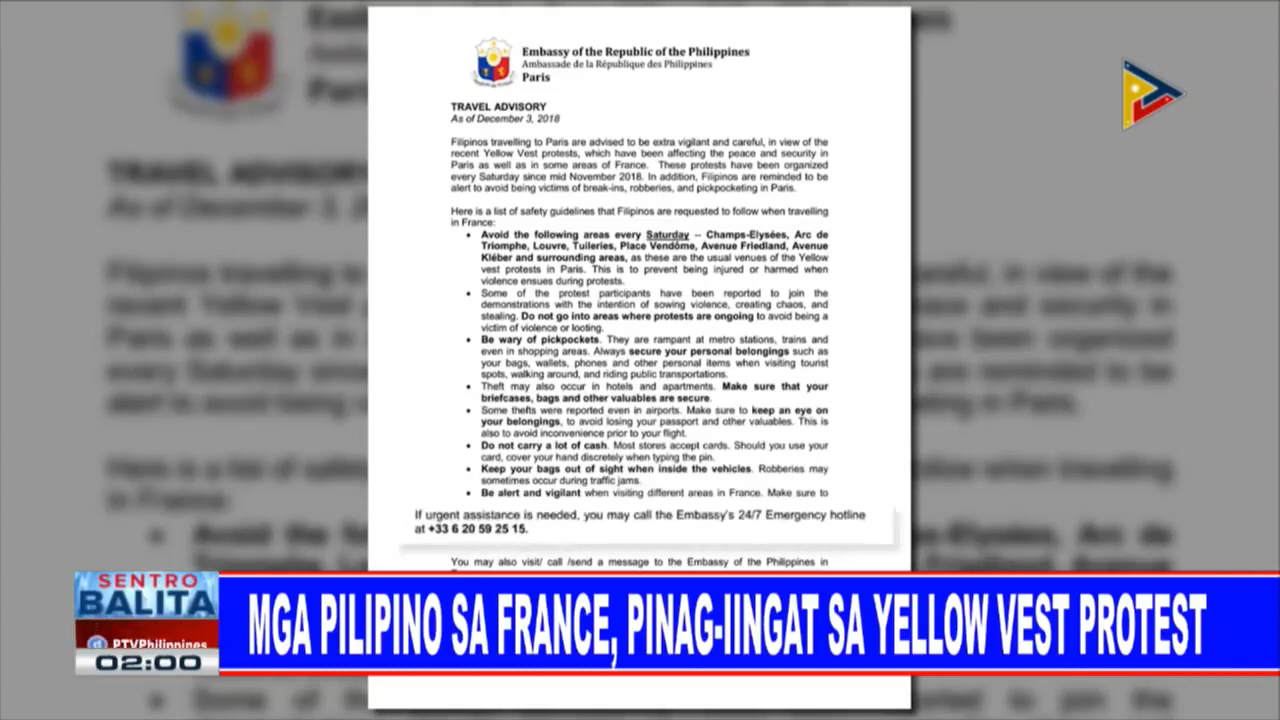 Embassy of the Republic of the Philippines
Ambassade de la République des Philippines
Paris
TRAVEL ADVISORY
As of December 3, 2018
Filipinos travelling to Paris are advised to be extra vigilant and careful, in view of the
recent Yellow Vest protests, which have been affecting the peace and security in
Paris as well as in some areas of France. These protests have been organized
every Saturday since mid November 2018. In addition, Filipinos are reminded to be
alert to avoid being victims of break-ins, robberies, and pickpocketing in Paris.
Here is a list of safety guidelines that Filipinos are requested to follow when travelling
in France:
• Avoid the following areas every Saturday -- Champs-Elysées, Arc de
Triomphe, Louvre, Tuileries, Place Vendôme, Avenue Friedland, Avenue
Kléber and surrounding areas, as these are the usual venues of the Yellow
vest protests in Paris. This is to prevent being injured or harmed when
violence ensues during protests.
• Some of the protest participants have been reported to join the
demonstrations with the intention of sowing violence, creating chaos, and
stealing. Do not go into areas where protests are ongoing to avoid being a
victim of violence or looting.
• Be wary of pickpockets. They are rampant at metro stations, trains and
even in shopping areas. Always secure your personal belongings such as
your bags, wallets, phones and other personal items when visiting tourist
spots, walking around, and riding public transportations.
• Theft may also occur in hotels and apartments. Make sure that your
briefcases, bags and other valuables are secure.
• Some thefts were reported even in airports. Make sure to keep an eye on
your belongings, to avoid losing your passport and other valuables. This is
also to avoid inconvenience prior to your flight.
• Do not carry a lot of cash. Most stores accept cards. Should you use your
card, cover your hand discretely when typing the pin.
• Keep your bags out of sight when inside the vehicles. Robberies may
sometimes occur during traffic jams.
• Be alert and vigilant when visiting different areas in France. Make sure to
If urgent assistance is needed, you may call the Embassy's 24/7 Emergency hotline
at +33 6 20 59 25 15.
You may also visit/ call /send a message to the Embassy of the Philippines in
SENTRO
BALITA
PTVPhilippines
02:00
MGA PILIPINO SA FRANCE, PINAG-IINGAT SA YELLOW VEST PROTEST